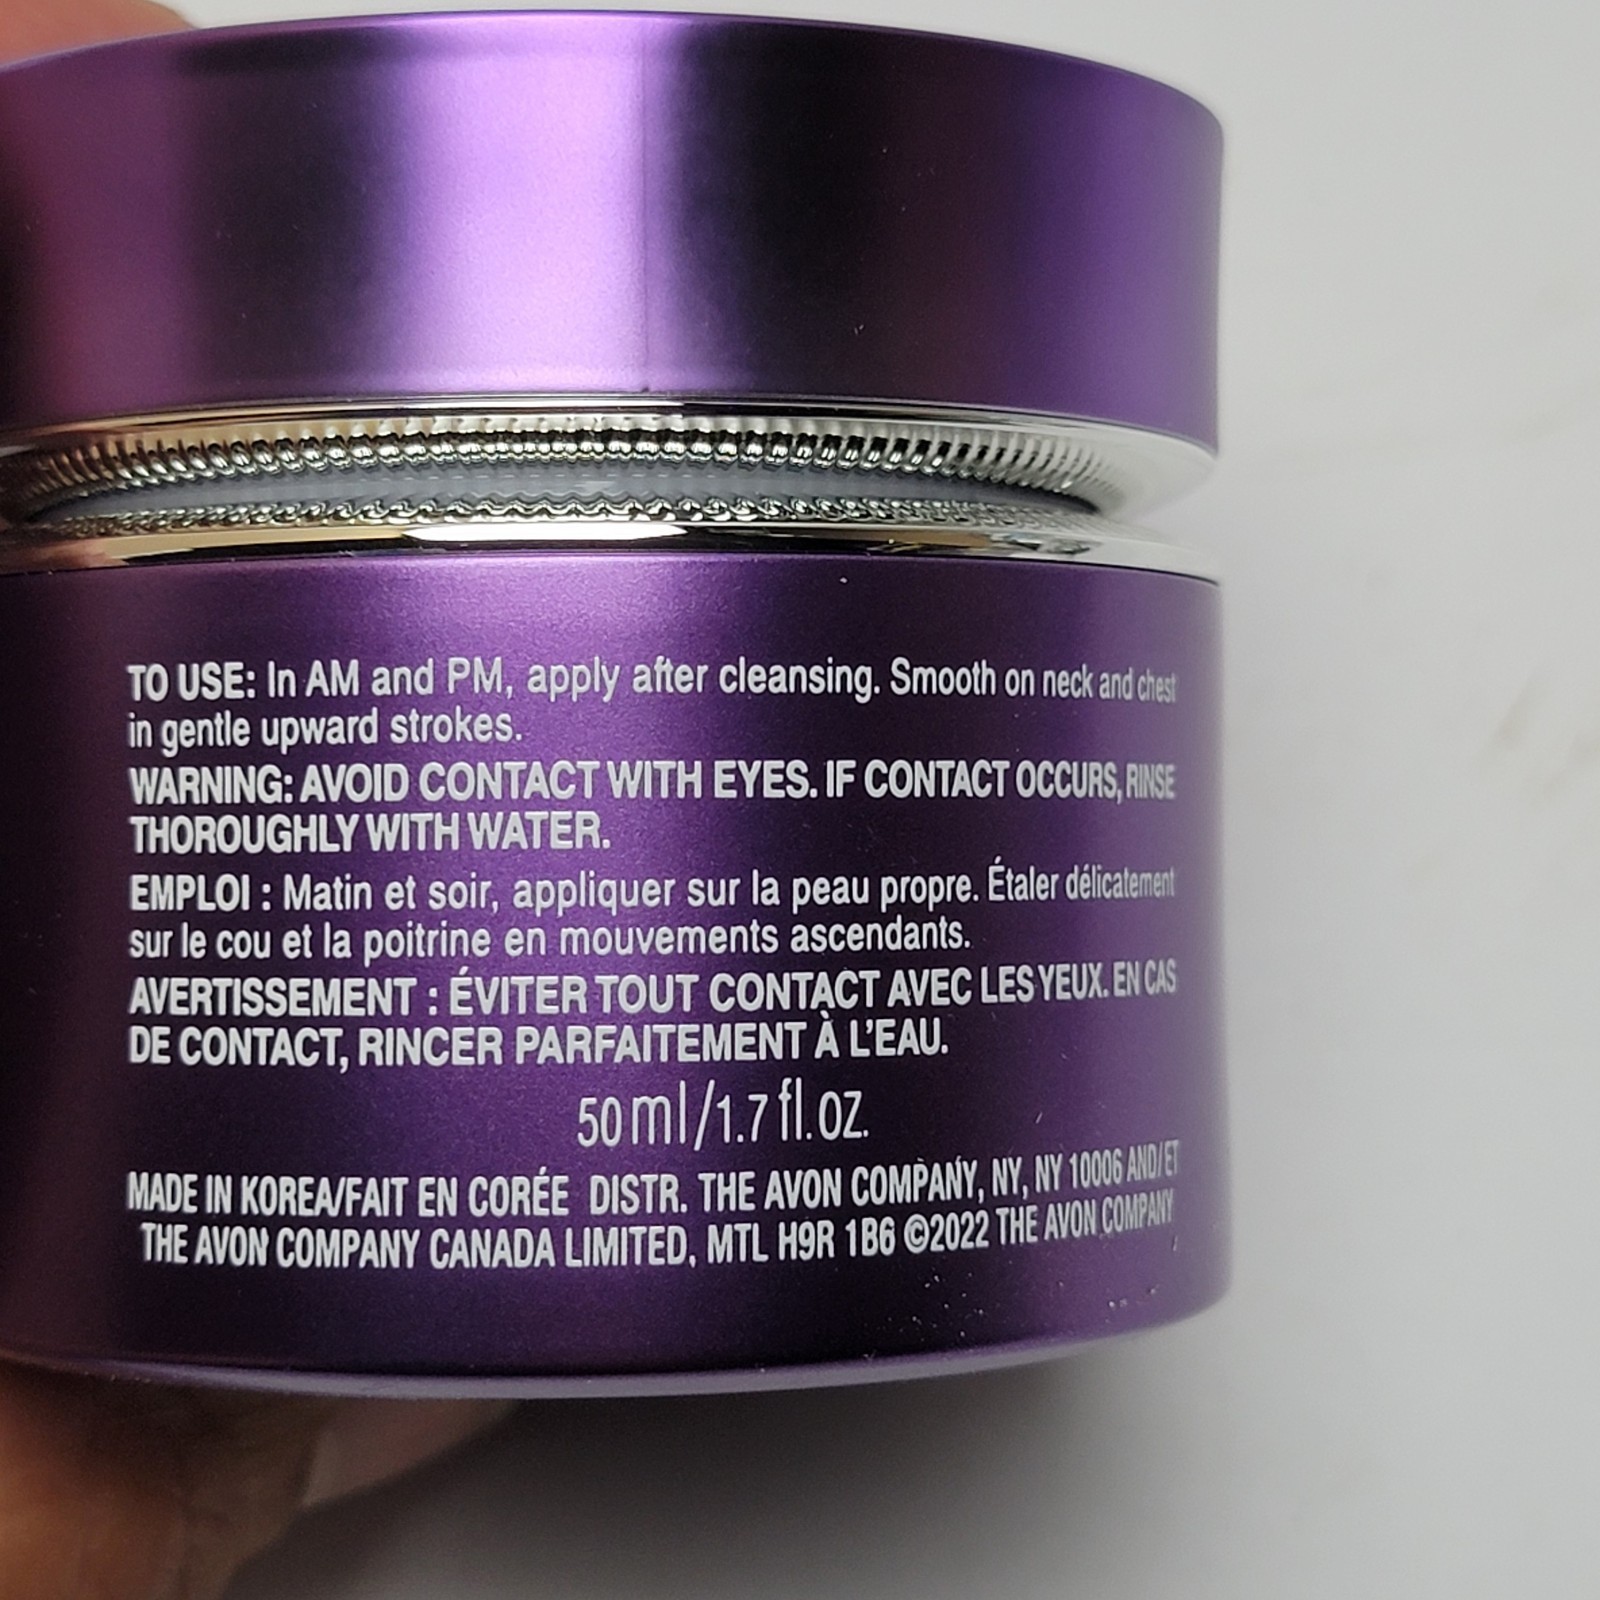 TO USE: In AM and PM, apply after cleansing. Smooth on neck and chest
in gentle upward strokes.
WARNING: AVOID CONTACT WITH EYES. IF CONTACT OCCURS, RINSE
THOROUGHLY WITH WATER.
EMPLOI : Matin et soir, appliquer sur la peau propre. Étaler délicatement
sur le cou et la poitrine en mouvements ascendants.
AVERTISSEMENT : ÉVITER TOUT CONTACT AVEC LES YEUX. EN CAS
DE CONTACT, RINCER PARFAITEMENT À L'EAU.
50 ml/1.7 fl. oz.
MADE IN KOREA/FAIT EN CORÉE DISTR. THE AVON COMPANY, NY, NY 10006 AND/ET
THE AVON COMPANY CANADA LIMITED, MTL H9R 1B6 ©2022 THE AVON COMPANY